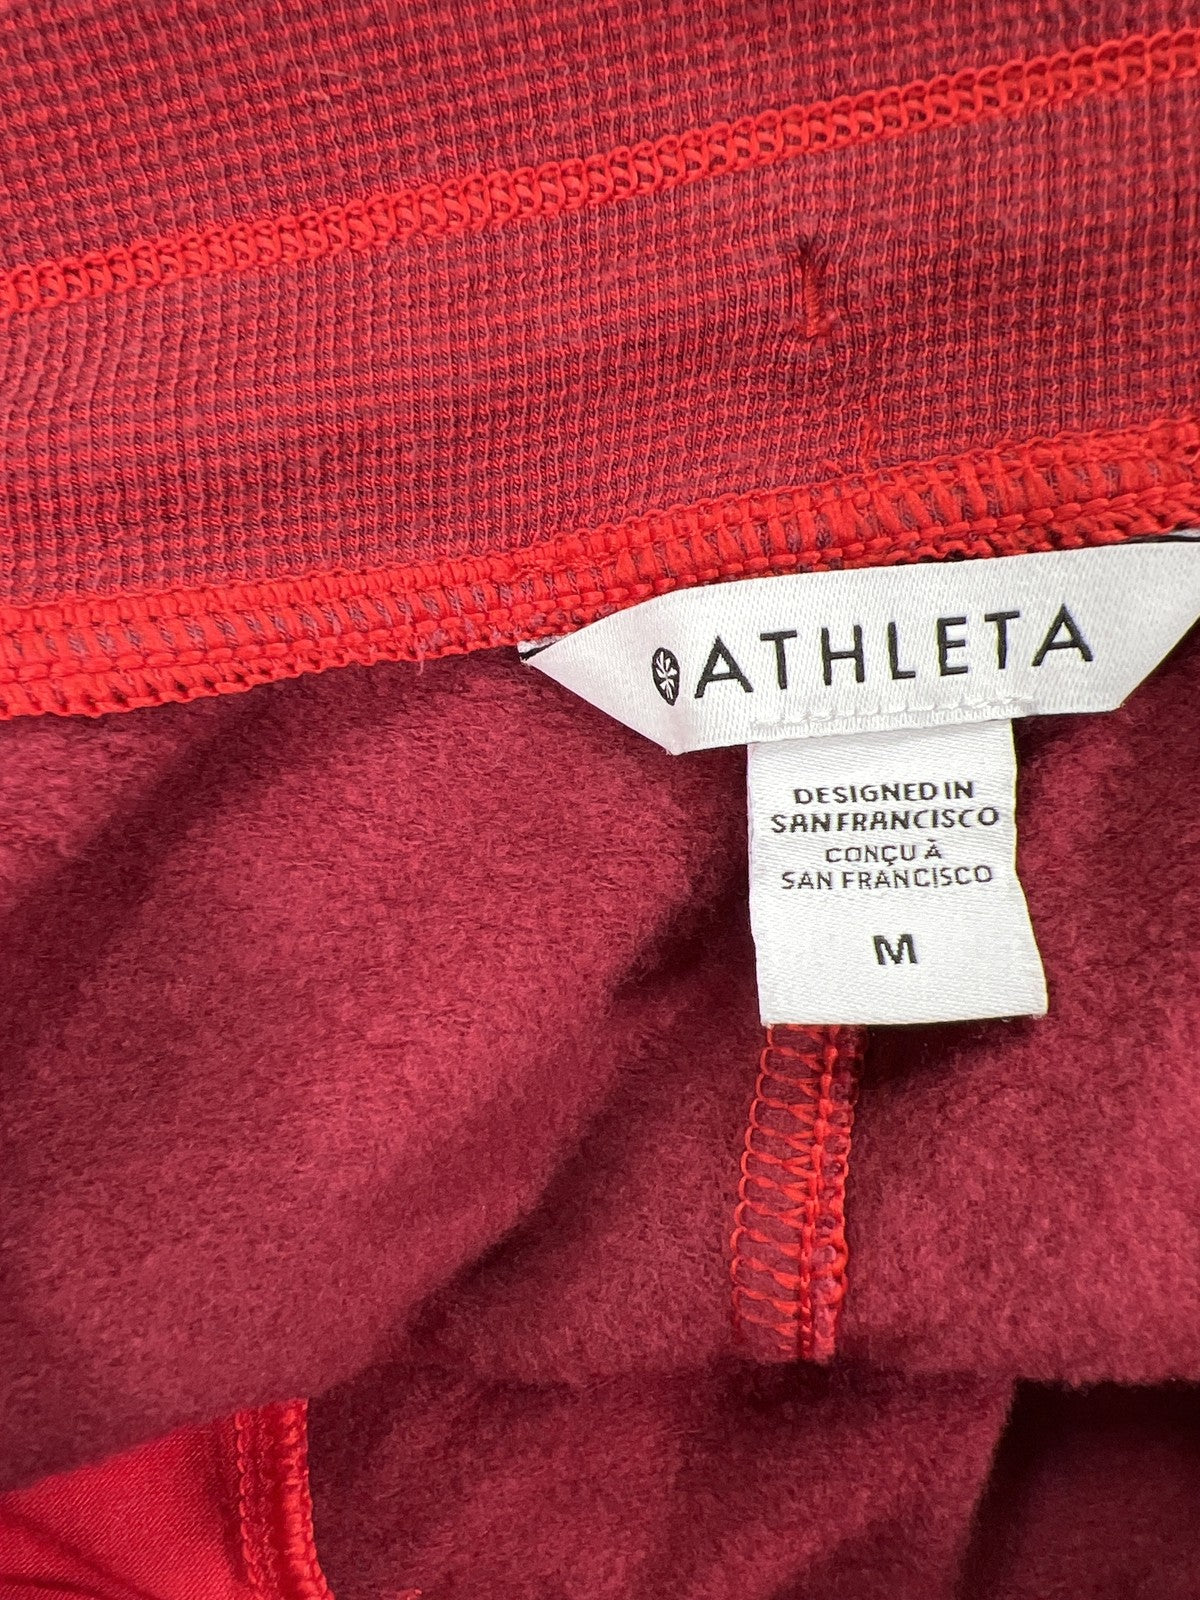 ATHLETA
DESIGNED IN
SAN FRANCISCO
CONÇU À
SAN FRANCISCO
M